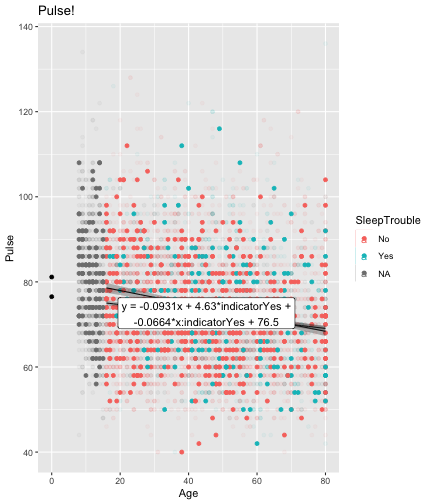 Pulse!
140
120
100
80
60
40
Pulse
y = -0.0931x + 4.63*indicatorYes +
-0.0664*x:indicatorYes + 76.5
0 20 40 60 80
Age
SleepTrouble
No
Yes
NA